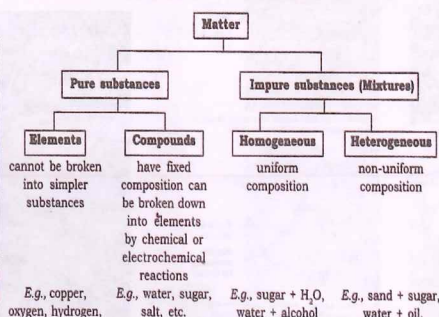 Matter
Pure substances
Impure substances (Mixtures)
Elements
Compounds
Homogeneous
Heterogeneous
cannot be broken
into simpler
substances
have fixed
composition can
be broken down
into elements
by chemical or
electrochemical
reactions
uniform
composition
non-uniform
composition
E.g., copper,
oxygen, hydrogen,
E.g., water, sugar,
salt, etc.
E.g., sugar + H₂O,
water + alcohol
E.g., sand + sugar,
water + oil.